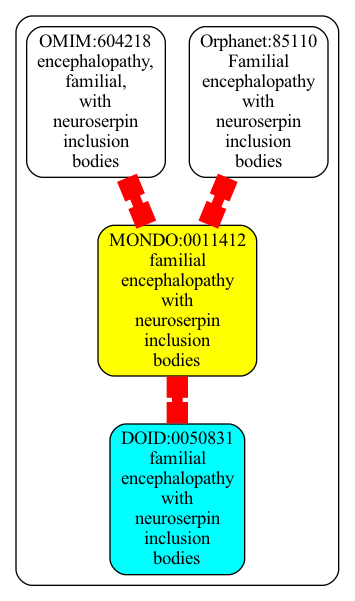 OMIM:604218
encephalopathy,
familial,
with
neuroserpin
inclusion
bodies
Orphanet:85110
Familial
encephalopathy
with
neuroserpin
inclusion
bodies
MONDO:0011412
familial
encephalopathy
with
neuroserpin
inclusion
bodies
DOID:0050831
familial
encephalopathy
with
neuroserpin
inclusion
bodies